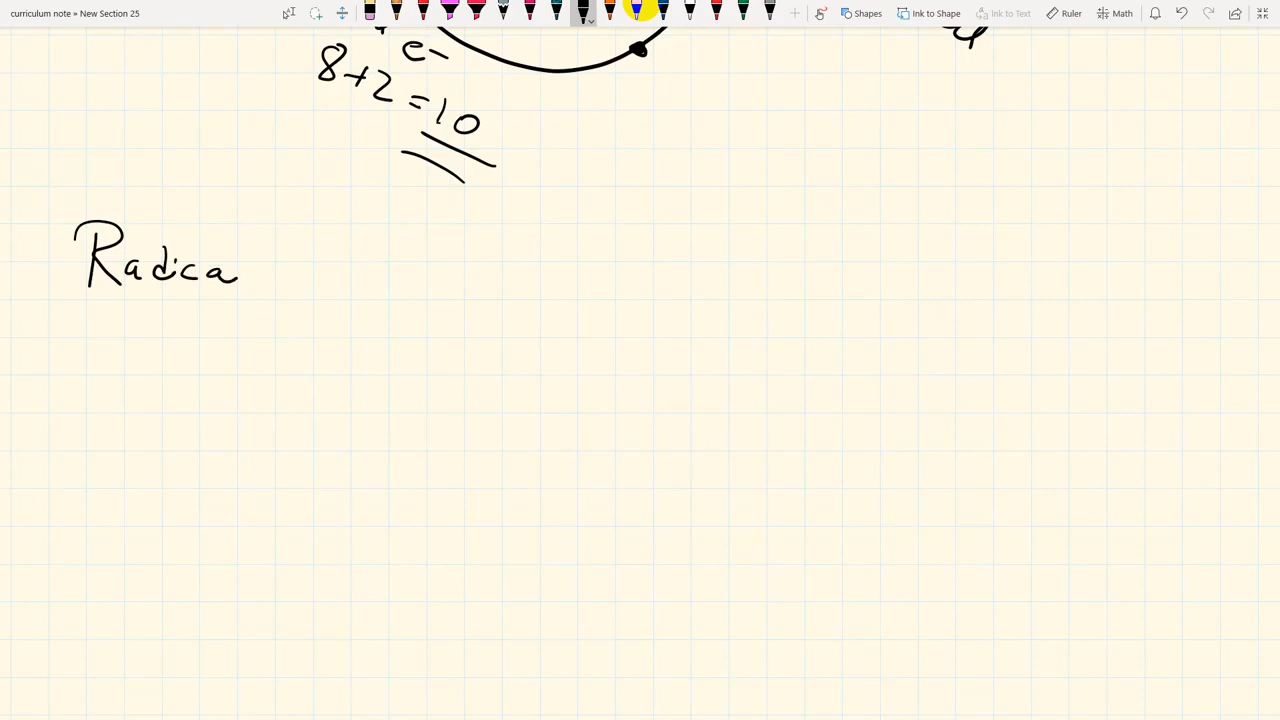 curriculum note » New Section 25
Shapes
Ink to Shape
Ink to Text
Ruler
Math
e-
8+2=10
Radica